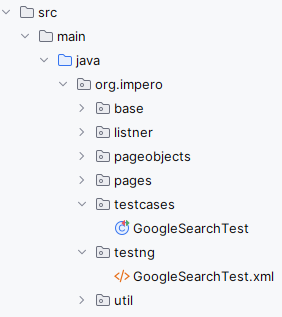 src
main
java
org.impero
base
listner
pageobjects
pages
testcases
GoogleSearchTest
testng
GoogleSearchTest.xml
util